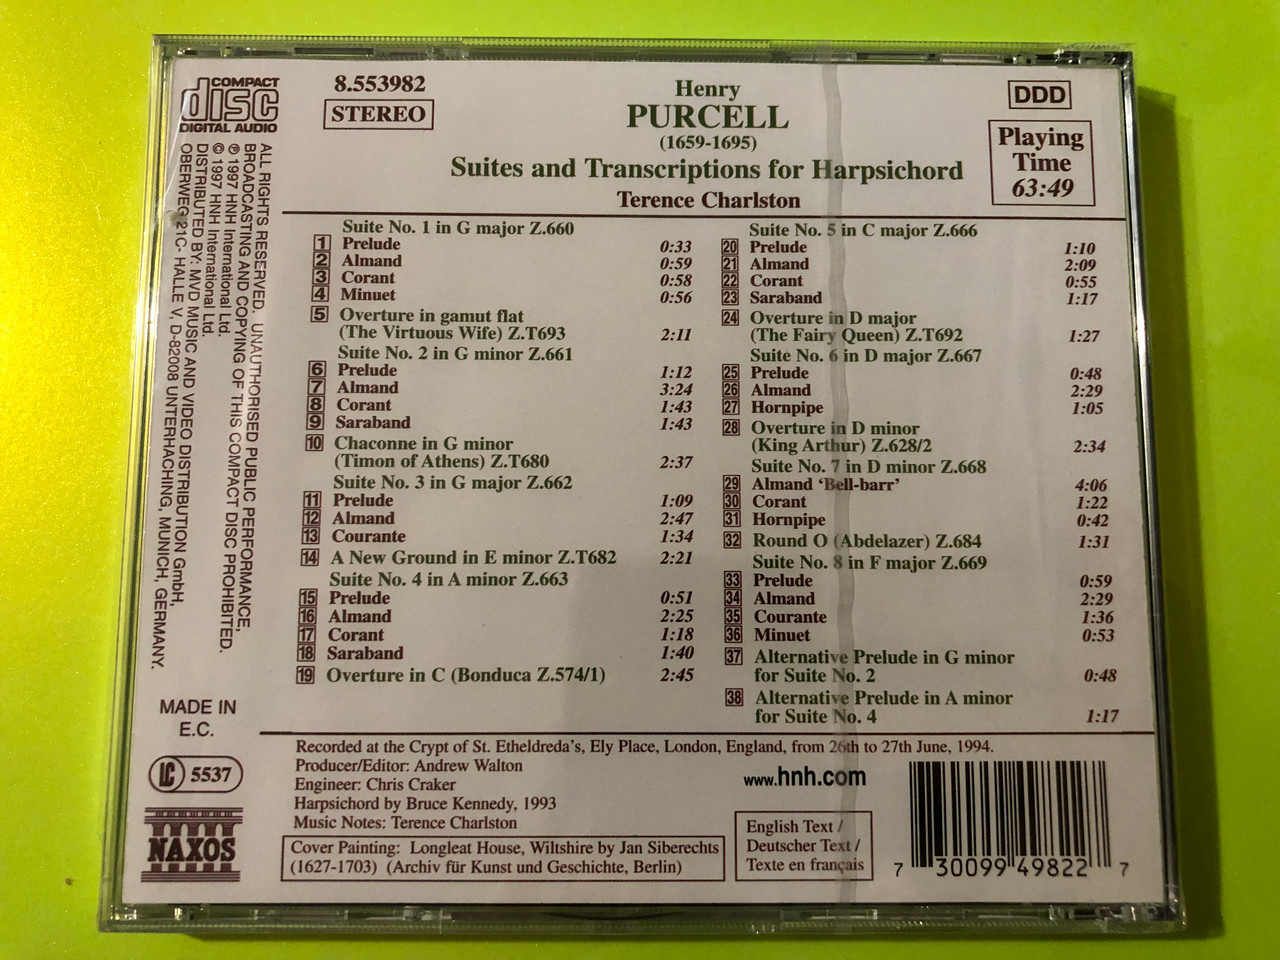 COMPACT
disc
DIGITAL AUDIO
8.553982
STEREO
Henry
PURCELL
(1659-1695)
Suites and Transcriptions for Harpsichord
Terence Charlston
DDD
Playing
Time
63:49
Suite No. 1 in G major Z.660
1 Prelude 0:33
2 Almand 0:59
3 Corant 0:58
4 Minuet 0:56
5 Overture in gamut flat
(The Virtuous Wife) Z.T693 2:11
Suite No. 2 in G minor Z.661
6 Prelude 1:12
7 Almand 3:24
8 Corant 1:43
9 Saraband 1:43
10 Chaconne in G minor
(Timon of Athens) Z.T680 2:37
Suite No. 3 in G major Z.662
11 Prelude 1:09
12 Almand 2:47
13 Courante 1:34
14 A New Ground in E minor Z.T682 2:21
Suite No. 4 in A minor Z.663
15 Prelude 0:51
16 Almand 2:25
17 Corant 1:18
18 Saraband 1:40
19 Overture in C (Bonduca Z.574/1) 2:45
Suite No. 5 in C major Z.666
20 Prelude 1:10
21 Almand 2:09
22 Corant 0:55
23 Saraband 1:17
24 Overture in D major
(The Fairy Queen) Z.T692 1:27
Suite No. 6 in D major Z.667
25 Prelude 0:48
26 Almand 2:29
27 Hornpipe 1:05
28 Overture in D minor
(King Arthur) Z.628/2 2:34
Suite No. 7 in D minor Z.668
29 Almand ‘Bell-barr’ 4:06
30 Corant 1:22
31 Hornpipe 0:42
32 Round O (Abdelazer) Z.684 1:31
Suite No. 8 in F major Z.669
33 Prelude 0:59
34 Almand 2:29
35 Courante 1:36
36 Minuet 0:53
37 Alternative Prelude in G minor
for Suite No. 2 0:48
38 Alternative Prelude in A minor
for Suite No. 4 1:17
ALL RIGHTS RESERVED. UNAUTHORISED PUBLIC PERFORMANCE,
BROADCASTING AND COPYING OF THIS COMPACT DISC PROHIBITED.
℗ 1997 HNH International Ltd.
© 1997 HNH International Ltd.
DISTRIBUTED BY: MVD MUSIC AND VIDEO DISTRIBUTION GmbH,
OBERWEG 21C- HALLE V, D-82008 UNTERHACHING, MUNICH, GERMANY.
MADE IN
E.C.
LC 5537
NAXOS
Recorded at the Crypt of St. Etheldreda's, Ely Place, London, England, from 26th to 27th June, 1994.
Producer/Editor: Andrew Walton
Engineer: Chris Craker
Harpsichord by Bruce Kennedy, 1993
Music Notes: Terence Charlston
Cover Painting: Longleat House, Wiltshire by Jan Siberechts
(1627-1703) (Archiv für Kunst und Geschichte, Berlin)
www.hnh.com
English Text /
Deutscher Text /
Texte en français
7 30099 49822 7